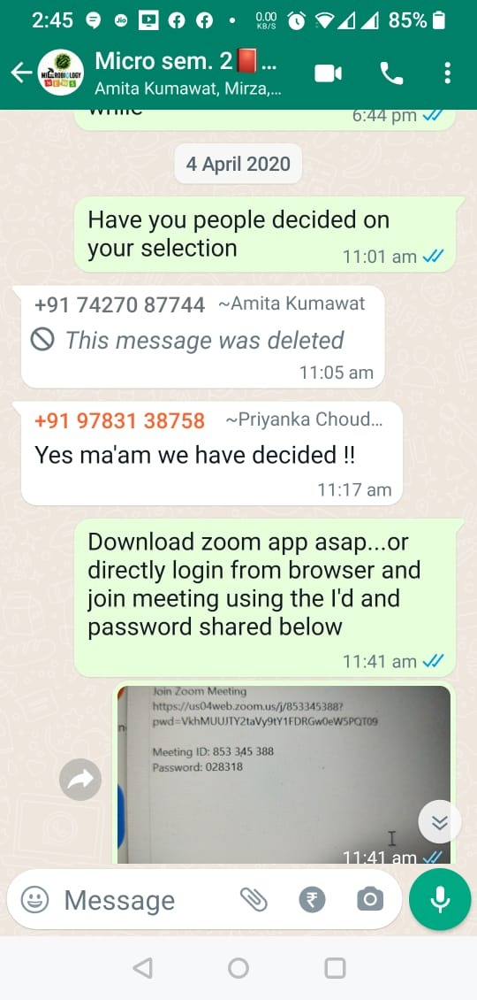 2:45
Jio
0.00
KB/S
85%
MICROBIOLOGY
NEWS
Micro sem. 2📕...
Amita Kumawat, Mirza,...
while
6:44 pm
4 April 2020
Have you people decided on
your selection
11:01 am
+91 74270 87744 ~Amita Kumawat
This message was deleted
11:05 am
+91 97831 38758 ~Priyanka Choud...
Yes ma'am we have decided !!
11:17 am
Download zoom app asap...or
directly login from browser and
join meeting using the I'd and
password shared below
11:41 am
Join Zoom Meeting
https://us04web.zoom.us/j/853345388?
pwd=VkhMUUJTY2taVy9tY1FDRGw0eW5PQT09
Meeting ID: 853 345 388
Password: 028318
11:41 am
Message